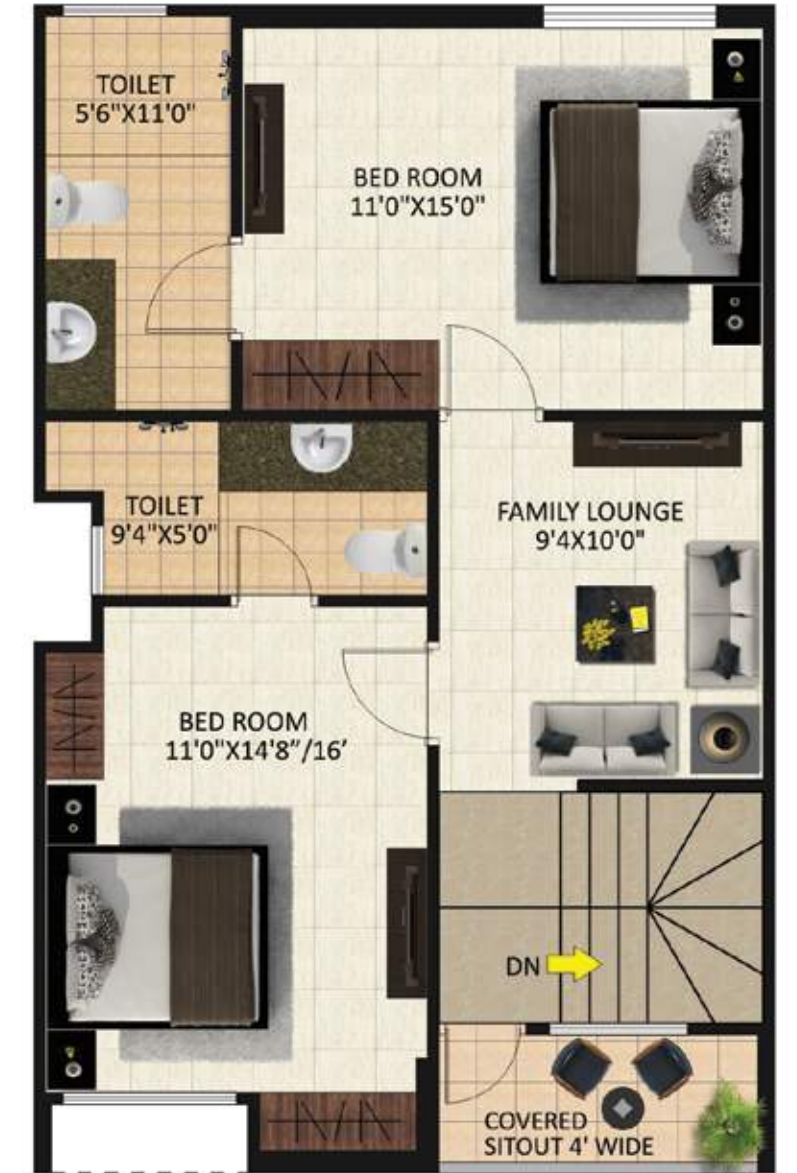 TOILET
5'6"X11'0"
BED ROOM
11'0"X15'0"
TOILET
9'4"X5'0"
FAMILY LOUNGE
9'4X10'0"
BED ROOM
11'0"X14'8"/16'
DN
COVERED
SITOUT 4' WIDE